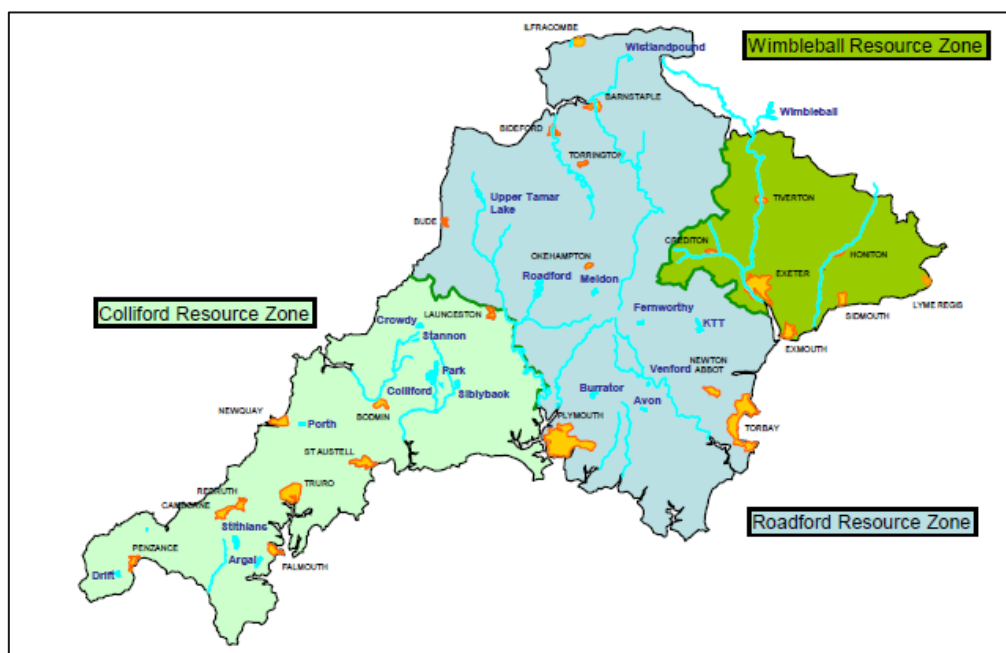 ILFRACOMBE
Wistlandpound
Wimbleball Resource Zone
BARNSTAPLE
Wimbleball
BIDEFORD
TORRINGTON
Upper Tamar
Lake
TIVERTON
BUDE
CREDITON
HONITON
OKEHAMPTON
EXETER
Roadford
Meldon
LYME REGIS
Colliford Resource Zone
LAUNCESTON
Fernworthy
SIDMOUTH
Crowdy
KTT
EXMOUTH
Stannon
Park
Venford
NEWTON
ABBOT
Colliford
Siblyback
Burrator
Avon
NEWQUAY
BODMIN
PLYMOUTH
Porth
TORBAY
ST AUSTELL
TRURO
REDRUTH
CAMBORNE
Stithians
Roadford Resource Zone
PENZANCE
Argal
FALMOUTH
Drift